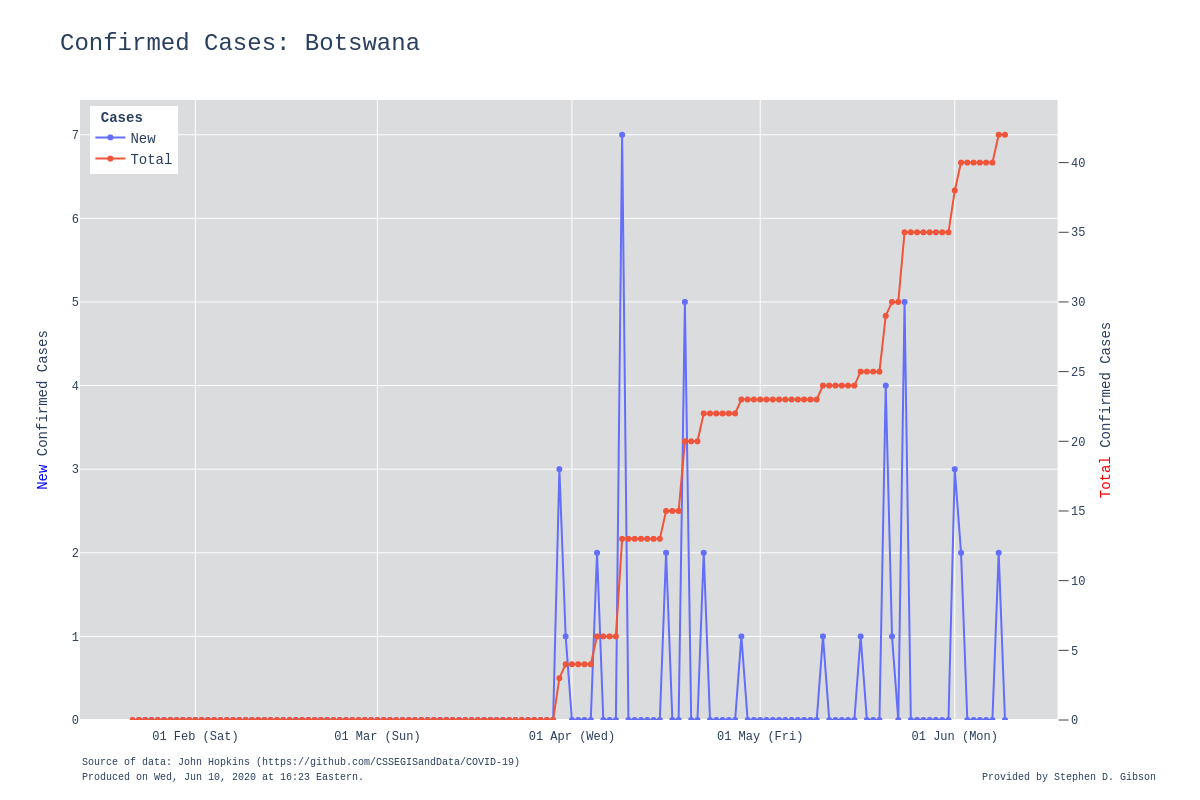 Confirmed Cases: Botswana
Cases
New
Total
7
6
5
4
3
2
1
0
New Confirmed Cases
40
35
30
25
20
15
10
5
0
Total Confirmed Cases
01 Feb (Sat)
01 Mar (Sun)
01 Apr (Wed)
01 May (Fri)
01 Jun (Mon)
Source of data: John Hopkins (https://github.com/CSSEGISandData/COVID-19)
Produced on Wed, Jun 10, 2020 at 16:23 Eastern.
Provided by Stephen D. Gibson